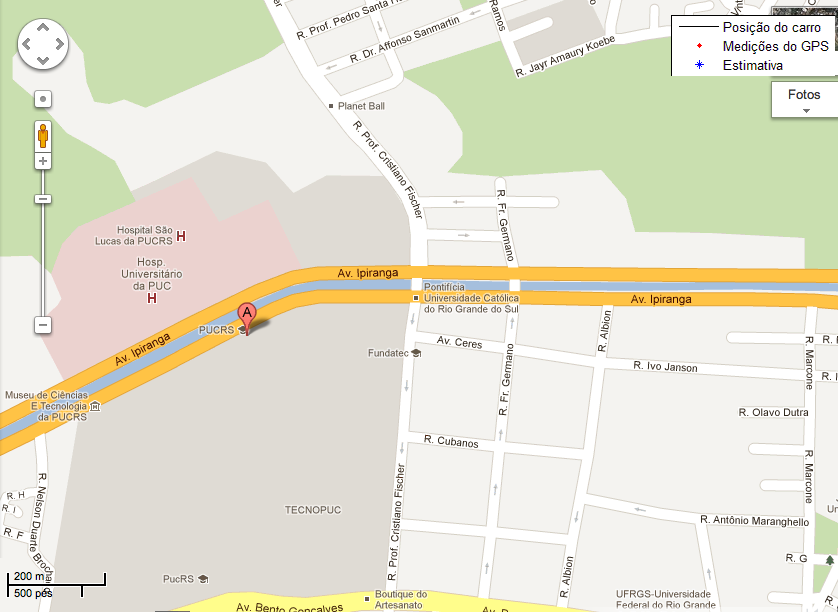 R. Prof. Pedro Santa
R. Dr. Affonso Sanmartin
Ramos
R. Jayr Amaury Koebe
Posição do carro
Medições do GPS
Estimativa
Fotos
Planet Ball
R. Prof. Cristiano Fischer
R. Fr. Germano
Hospital São
Lucas da PUCRS
H
Hosp.
Universitário
da PUC
H
Av. Ipiranga
Pontifícia
Universidade Católica
do Rio Grande do Sul
Av. Ipiranga
A
PUCRS
Av. Ipiranga
R. Albion
Av. Ceres
Fundatec
R. Ivo Janson
R. Marcone
R. Fr. Germano
Museu de Ciências
E Tecnologia
da PUCRS
R. Olavo Dutra
R. Cubanos
R. Marcone
R. Nelson Duarte Brochado
R. H
R. I
R. F
R. Prof. Cristiano Fischer
TECNOPUC
R. Antônio Maranghello
R. Albion
R. G
PucRS
200 m
500 pés
Av. Bento Gonçalves
Boutique do
Artesanato
UFRGS-Universidade
Federal do Rio Grande